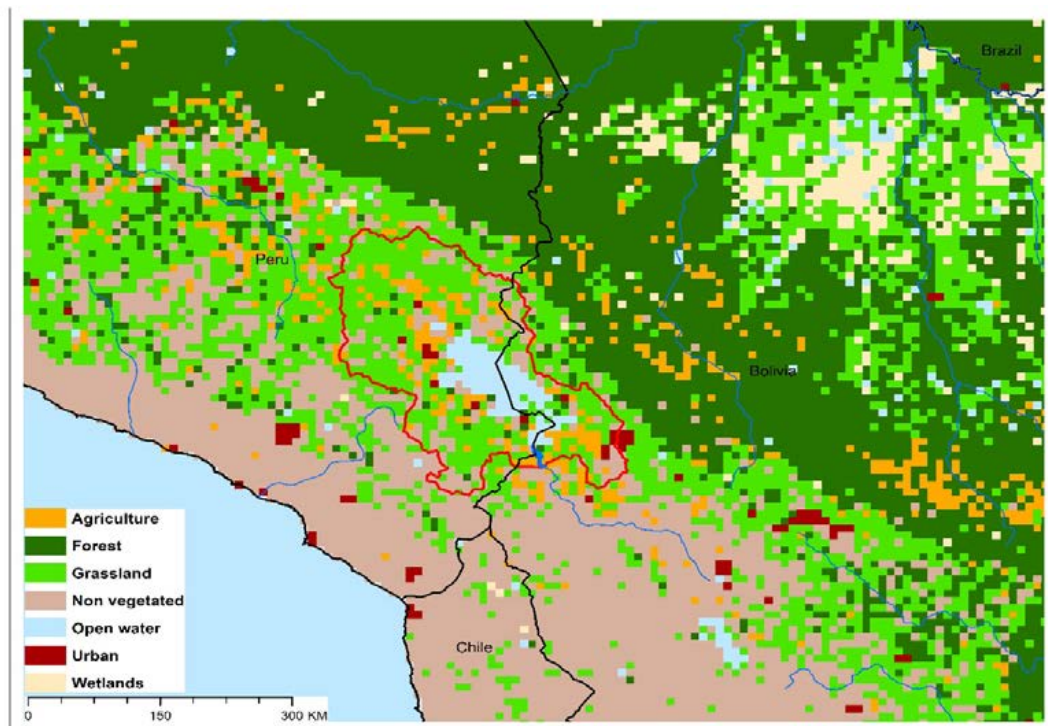 Brazil
Peru
Bolivia
Agriculture
Forest
Grassland
Non vegetated
Open water
Urban
Wetlands
Chile
0 150 300 KM